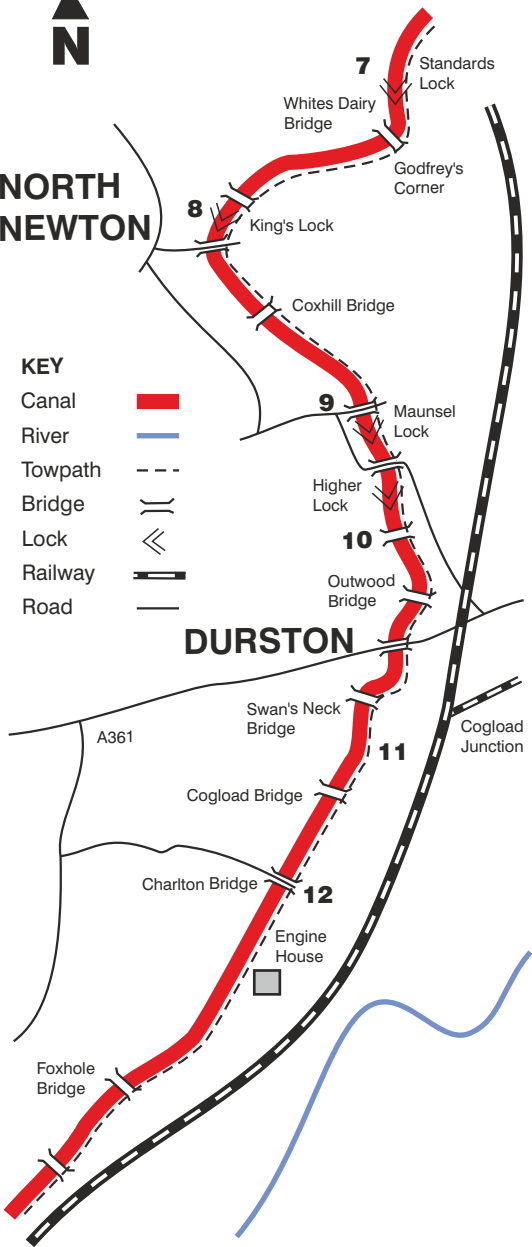 N
7
Standards
Lock
Whites Dairy
Bridge
Godfrey's
Corner
NORTH
NEWTON
8
King's Lock
Coxhill Bridge
KEY
Canal
River
Towpath
Bridge
Lock
Railway
Road
9
Maunsel
Lock
Higher
Lock
10
Outwood
Bridge
DURSTON
Swan's Neck
Bridge
A361
11
Cogload
Junction
Cogload Bridge
Charlton Bridge
12
Engine
House
Foxhole
Bridge